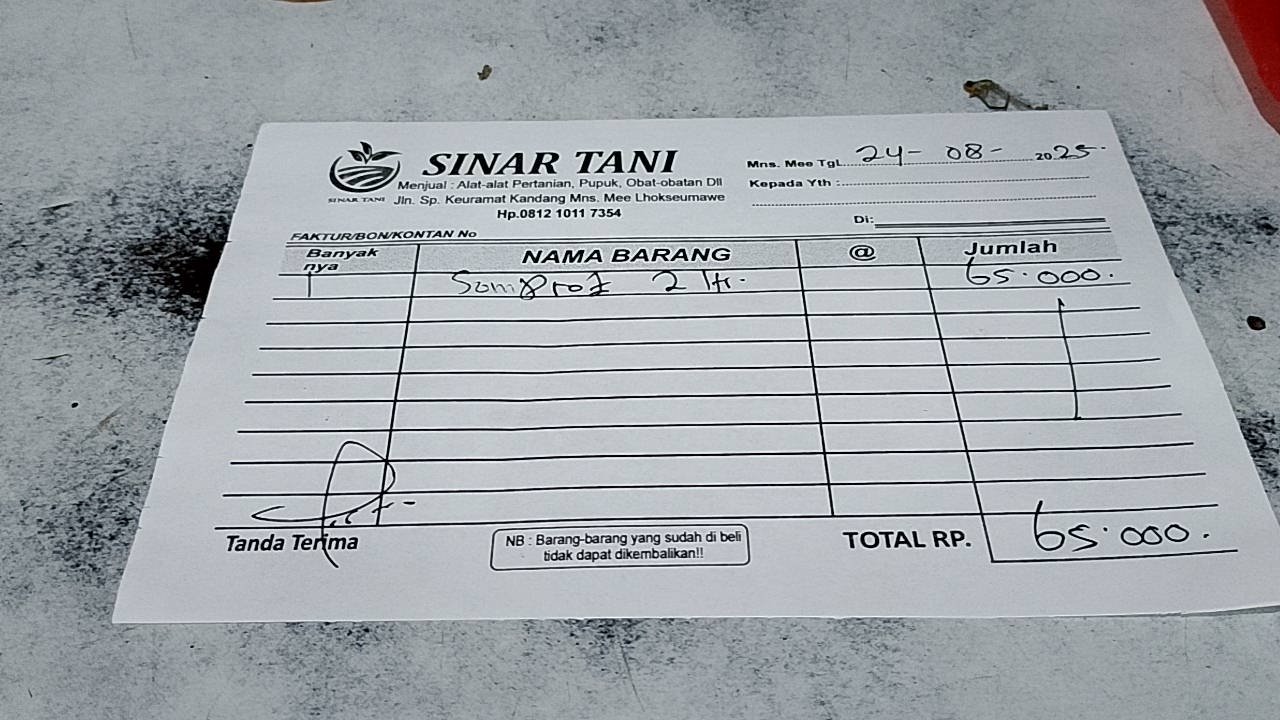 SINAR TANI
Menjual : Alat-alat Pertanian, Pupuk, Obat-obatan Dll
SINAR TANI
Jln. Sp. Keuramat Kandang Mns. Mee Lhokseumawe
Hp.0812 1011 7354
Mns. Mee Tgl. 24- 08- 2025.
Kepada Yth :
Di:
FAKTUR/BON/KONTAN No
Banyak nya NAMA BARANG @ Jumlah
1 2 ltr. 65.000.
Tanda Terima
NB : Barang-barang yang sudah di beli
tidak dapat dikembalikan!!
TOTAL RP. 65.000.